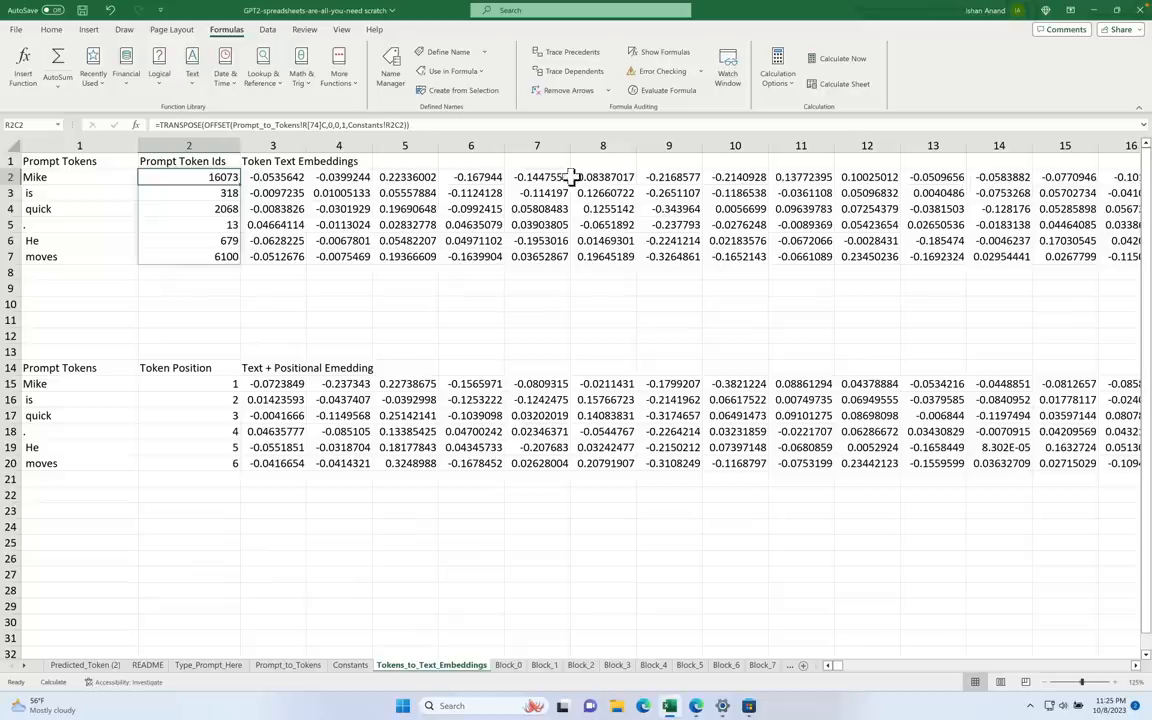 AutoSave Off GPT2-spreadsheets-are-all-you-need scratch Search Ishan Anand IA
File Home Insert Draw Page Layout Formulas Data Review View Help Comments Share
Insert Function AutoSum Recently Used Financial Logical Text Date & Time Lookup & Reference Math & Trig More Functions Name Manager Define Name Use in Formula Create from Selection Trace Precedents Trace Dependents Remove Arrows Show Formulas Error Checking Evaluate Formula Watch Window Calculation Options Calculate Now Calculate Sheet
Function Library Defined Names Formula Auditing Calculation
R2C2 fx =TRANSPOSE(OFFSET(Prompt_to_Tokens!R[74]C,0,0,1,Constants!R2C2))
1 2 3 4 5 6 7 8 9 10 11 12 13 14 15 16
1 Prompt Tokens Prompt Token Ids Token Text Embeddings
2 Mike 16073 -0.0535642 -0.0399244 0.22336002 -0.167944 -0.144755 0.08387017 -0.2168577 -0.2140928 0.13772395 0.10025012 -0.0509656 -0.0583882 -0.0770946 -0.10
3 is 318 -0.0097235 0.01005133 0.05557884 -0.1124128 -0.114197 0.12660722 -0.2651107 -0.1186538 -0.0361108 0.05096832 0.0040486 -0.0753268 0.05702734 -0.041
4 quick 2068 -0.0083826 -0.0301929 0.19690648 -0.0992415 0.05808483 0.1255142 -0.343964 0.0056699 0.09639783 0.07254379 -0.0381503 -0.128176 0.05285898 0.0567
5 . 13 0.04664114 -0.0113024 0.02832778 0.04635079 0.03903805 -0.0651892 -0.237793 -0.0276248 -0.0089369 0.05423654 0.02650536 -0.0183138 0.04464085 0.0338
6 He 679 -0.0628225 -0.0067801 0.05482207 0.04971102 -0.1953016 0.01469301 -0.2241214 0.02183576 -0.0672066 -0.0028431 -0.185474 -0.0046237 0.17030545 0.042
7 moves 6100 -0.0512676 -0.0075469 0.19366609 -0.1639904 0.03652867 0.19645189 -0.3264861 -0.1652143 -0.0661089 0.23450236 -0.1692324 0.02954441 0.0267799 -0.115
8
9
10
11
12
13
14 Prompt Tokens Token Position Text + Positional Emedding
15 Mike 1 -0.0723849 -0.237343 0.22738675 -0.1565971 -0.0809315 -0.0211431 -0.1799207 -0.3821224 0.08861294 0.04378884 -0.0534216 -0.0448851 -0.0812657 -0.085
16 is 2 0.01423593 -0.0437407 -0.0392998 -0.1253222 -0.1242475 0.15766723 -0.2141962 0.06617522 0.00749735 0.06949555 -0.0379585 -0.0840952 0.01778117 -0.024
17 quick 3 -0.0041666 -0.1149568 0.25142141 -0.1039098 0.03202019 0.14083831 -0.3174657 0.06491473 0.09101275 0.08698098 -0.006844 -0.1197494 0.03597144 0.0807
18 . 4 0.04635777 -0.085105 0.13385425 0.04700242 0.02346371 -0.0544767 -0.2264214 0.03231859 -0.0221707 0.06286672 0.03430829 -0.0070915 0.04209569 0.0432
19 He 5 -0.0551851 -0.0318704 0.18177843 0.04345733 -0.207683 0.03242477 -0.2150212 0.07397148 -0.0680859 0.0052924 -0.1658449 8.302E-05 0.1632724 0.0513
20 moves 6 -0.0416654 -0.0414321 0.3248988 -0.1678452 0.02628004 0.20791907 -0.3108249 -0.1168797 -0.0753199 0.23442123 -0.1559599 0.03632709 0.02715029 -0.109
21
22
23
24
25
26
27
28
29
30
31
32
Predicted_Token (2) README Type_Prompt_Here Prompt_to_Tokens Constants Tokens_to_Text_Embeddings Block_0 Block_1 Block_2 Block_3 Block_4 Block_5 Block_6 Block_7 ...
Ready Calculate Accessibility: Investigate 125%
56°F
Mostly cloudy
Search
11:25 PM
10/8/2023